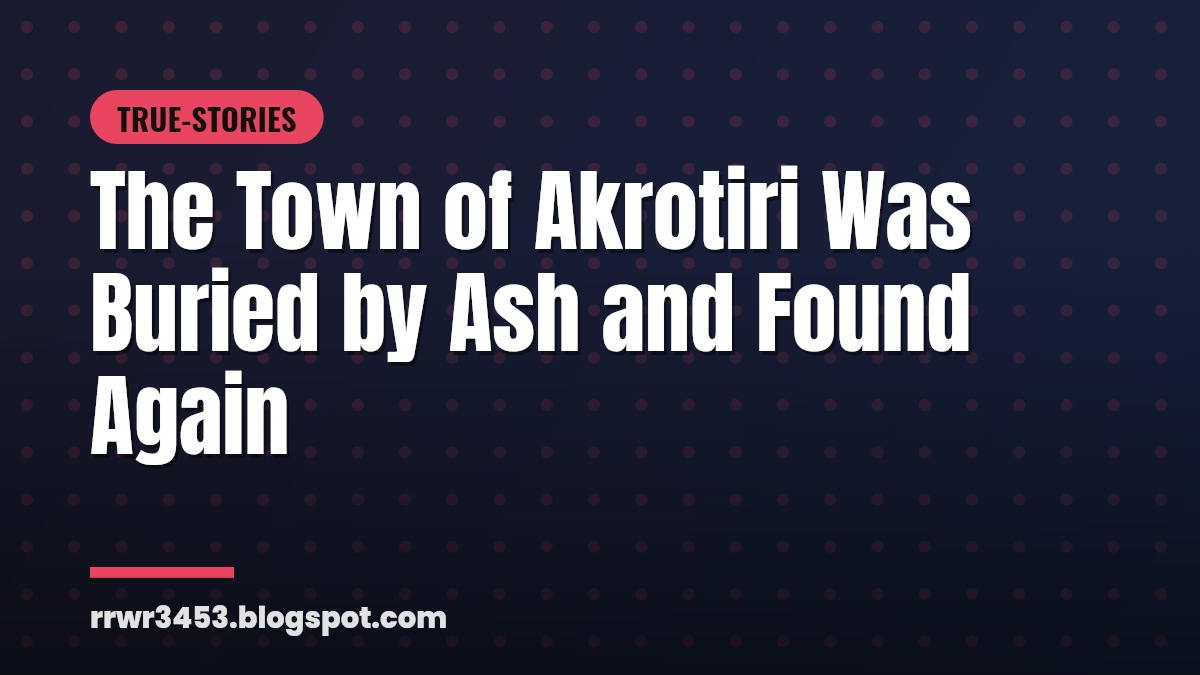 TRUE-STORIES
The Town of Akrotiri Was
Buried by Ash and Found
Again
rrwr3453.blogspot.com